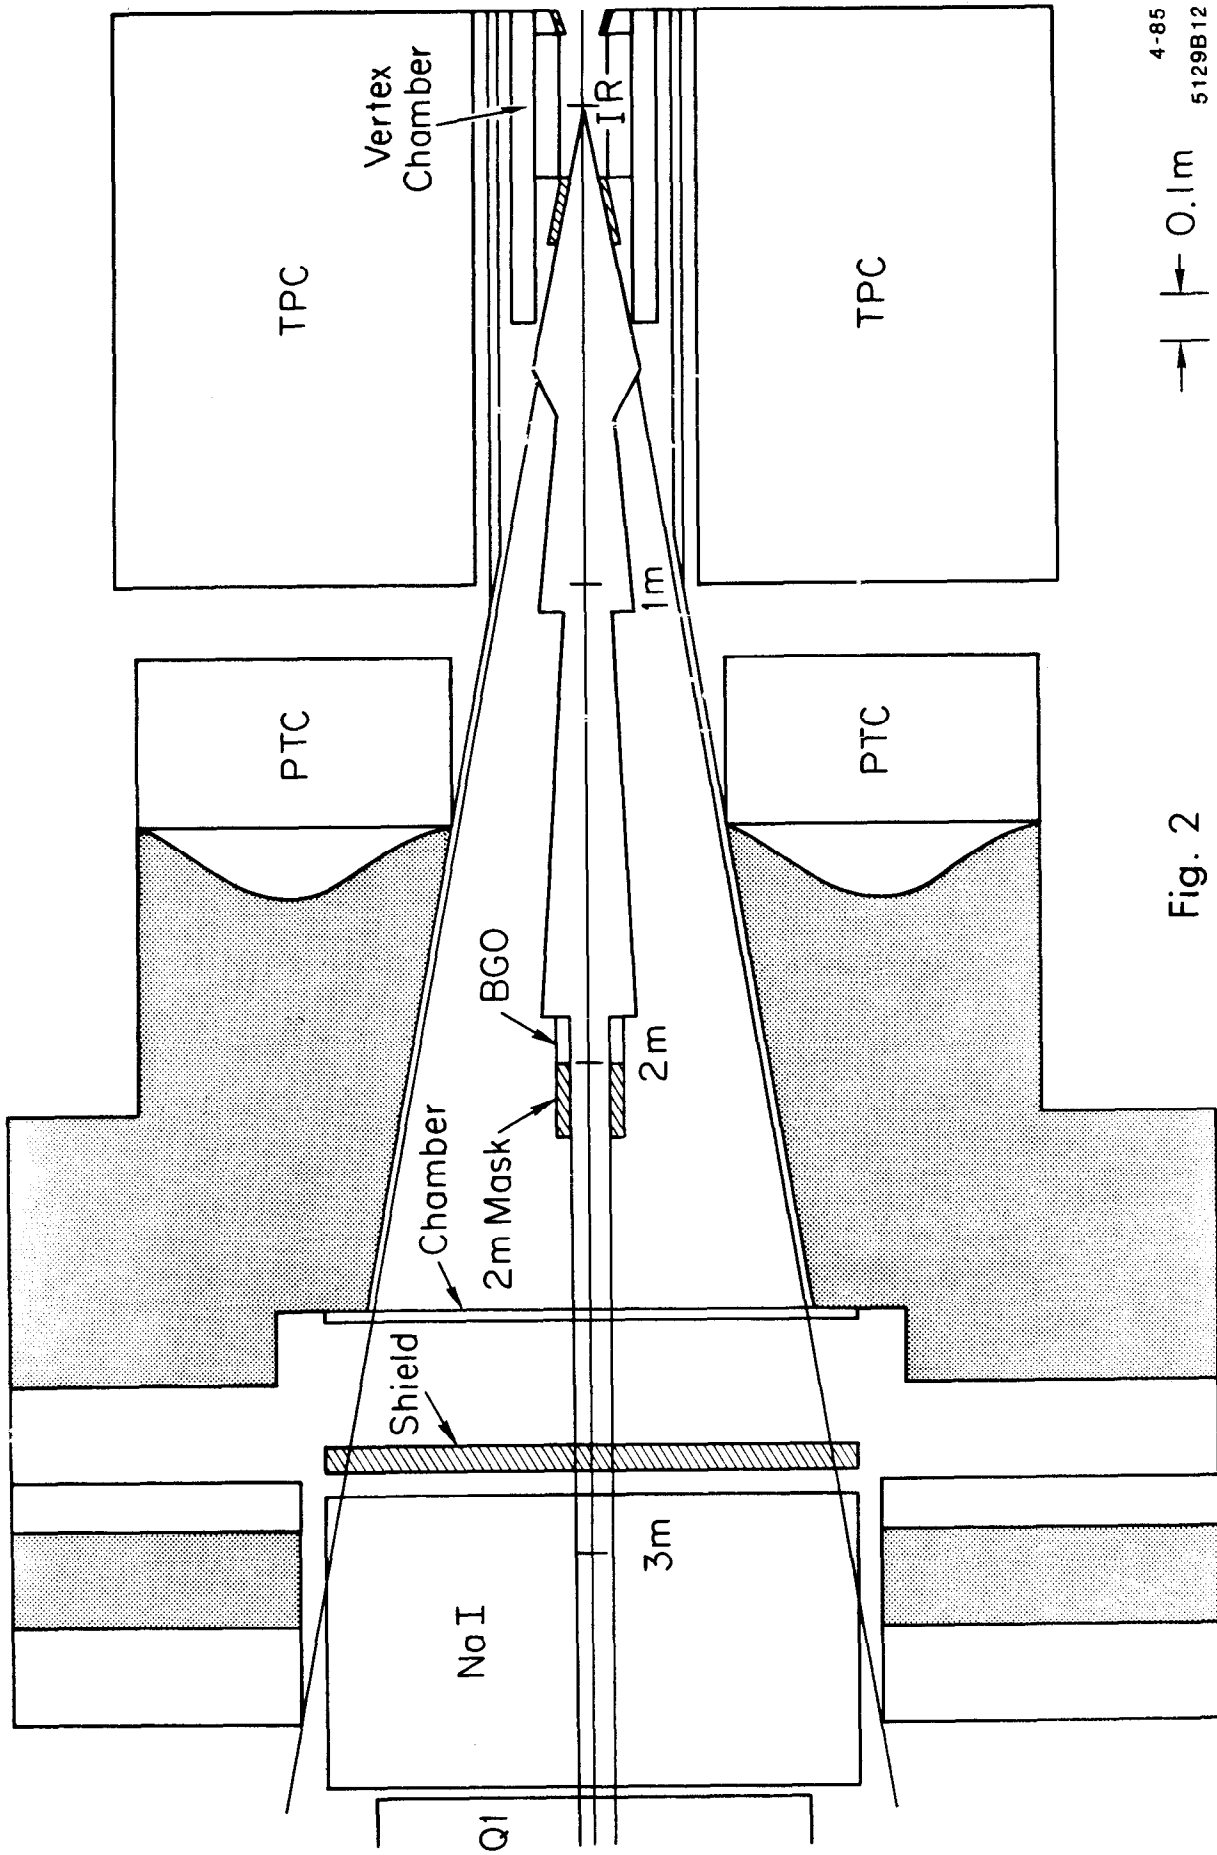 Vertex
Chamber
TPC
IR
TPC
4-85
5129B12
0.1m
1m
PTC
PTC
BGO
2m
2m Mask
Chamber
Shield
3m
NaI
Q1
Fig. 2